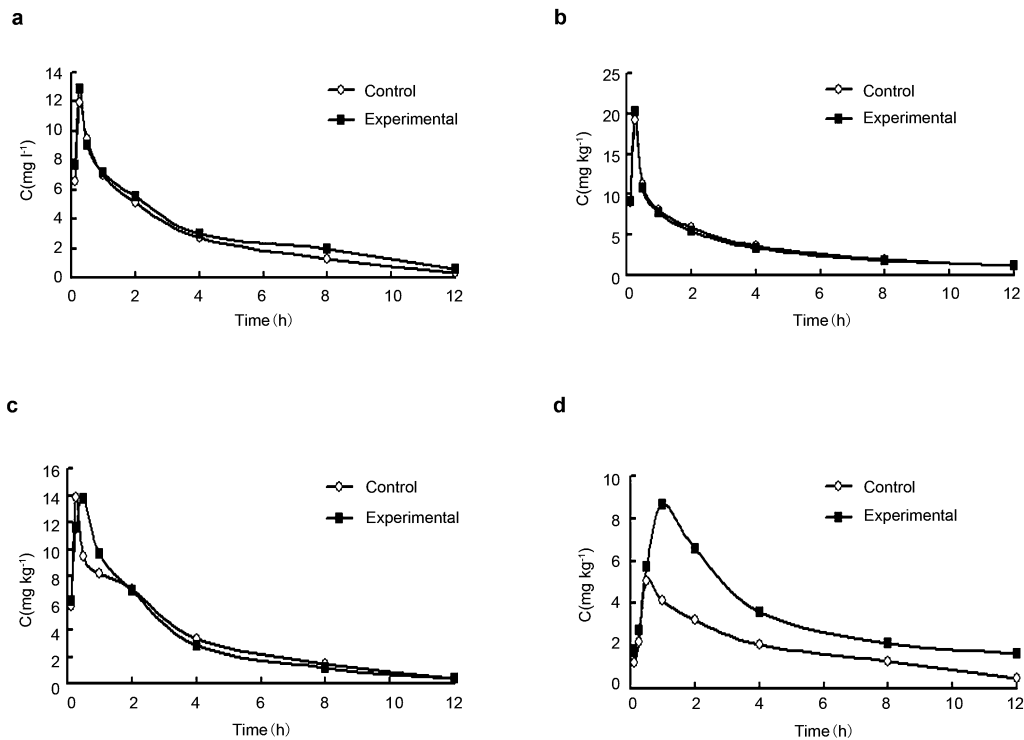 a
14
12
10
8
6
4
2
0
C(mg l-1)
0 2 4 6 8 10 12
Time(h)
Control
Experimental
b
25
20
15
10
5
0
C(mg kg-1)
0 2 4 6 8 10 12
Time(h)
Control
Experimental
c
16
14
12
10
8
6
4
2
0
C(mg kg-1)
0 2 4 6 8 10 12
Time(h)
Control
Experimental
d
10
8
6
4
2
0
C(mg kg-1)
0 2 4 6 8 10 12
Time(h)
Control
Experimental